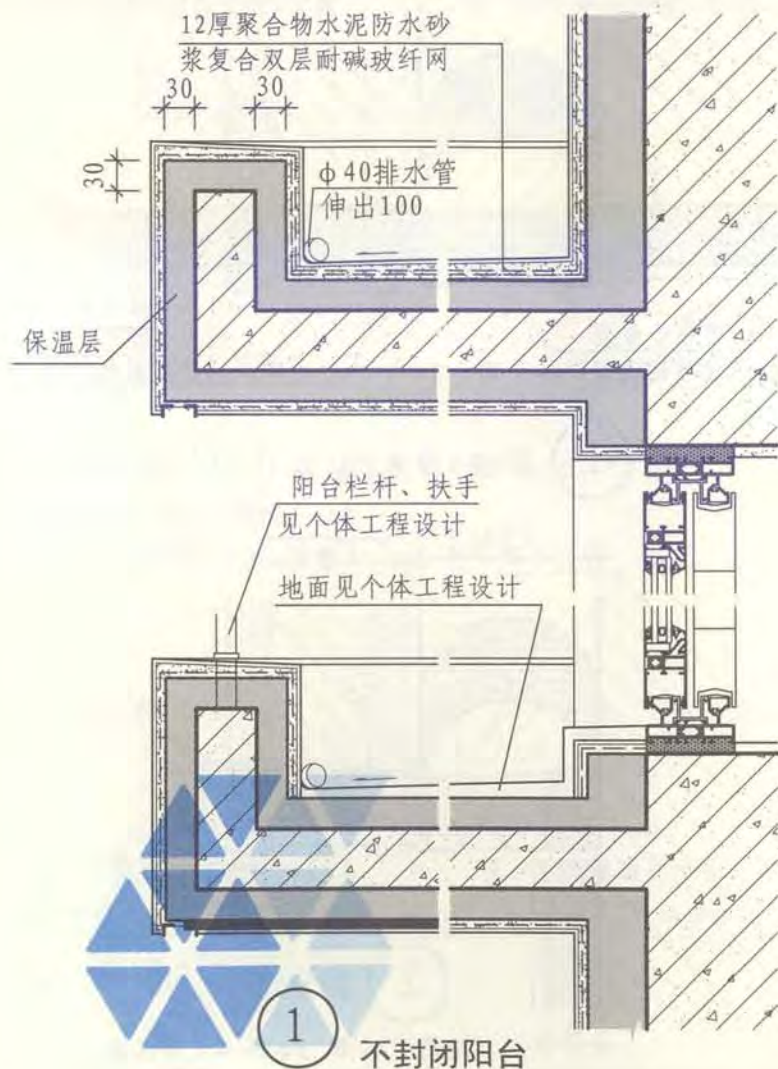 12厚聚合物水泥防水砂
浆复合双层耐碱玻纤网
30
30
30
ф40排水管
伸出100
保温层
阳台栏杆、扶手
见个体工程设计
地面见个体工程设计
1
不封闭阳台